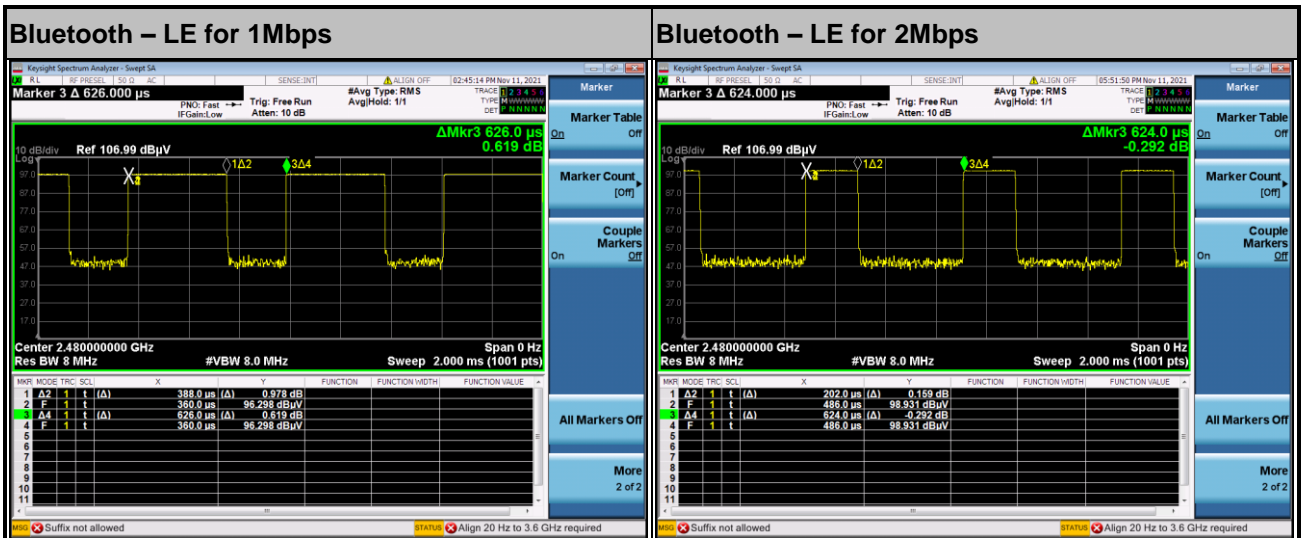 Bluetooth – LE for 1Mbps
Keysight Spectrum Analyzer - Swept SA
RL RF PRESEL 50 Ω AC SENSE:INT ALIGN OFF 02:45:14 PM Nov 11, 2021
Marker 3 Δ 626.000 µs
PNO: Fast
IFGain:Low
Trig: Free Run
Atten: 10 dB
#Avg Type: RMS
Avg|Hold: 1/1
TRACE 1 2 3 4 5 6
TYPE M W W W W W
DET P N N N N N
ΔMkr3 626.0 µs
0.619 dB
10 dB/div Ref 106.99 dBµV
Log
1Δ2
3Δ4
97.0
87.0
77.0
67.0
57.0
47.0
37.0
27.0
17.0
Center 2.480000000 GHz Span 0 Hz
Res BW 8 MHz #VBW 8.0 MHz Sweep 2.000 ms (1001 pts)
MKR MODE TRC SCL X Y FUNCTION FUNCTION WIDTH FUNCTION VALUE
1 Δ2 1 t (Δ) 388.0 µs (Δ) 0.978 dB
2 F 1 t 360.0 µs 96.298 dBµV
3 Δ4 1 t (Δ) 626.0 µs (Δ) 0.619 dB
4 F 1 t 360.0 µs 96.298 dBµV
5
6
7
8
9
10
11
MSG Suffix not allowed STATUS Align 20 Hz to 3.6 GHz required
Marker
Marker Table
On Off
Marker Count
[Off]
Couple
Markers
On Off
All Markers Off
More
2 of 2
Bluetooth – LE for 2Mbps
Keysight Spectrum Analyzer - Swept SA
RL RF PRESEL 50 Ω AC SENSE:INT ALIGN OFF 05:51:50 PM Nov 11, 2021
Marker 3 Δ 624.000 µs
PNO: Fast
IFGain:Low
Trig: Free Run
Atten: 10 dB
#Avg Type: RMS
Avg|Hold: 1/1
TRACE 1 2 3 4 5 6
TYPE M W W W W W
DET P N N N N N
ΔMkr3 624.0 µs
-0.292 dB
10 dB/div Ref 106.99 dBµV
Log
1Δ2
3Δ4
97.0
87.0
77.0
67.0
57.0
47.0
37.0
27.0
17.0
Center 2.480000000 GHz Span 0 Hz
Res BW 8 MHz #VBW 8.0 MHz Sweep 2.000 ms (1001 pts)
MKR MODE TRC SCL X Y FUNCTION FUNCTION WIDTH FUNCTION VALUE
1 Δ2 1 t (Δ) 202.0 µs (Δ) 0.159 dB
2 F 1 t 486.0 µs 98.931 dBµV
3 Δ4 1 t (Δ) 624.0 µs (Δ) -0.292 dB
4 F 1 t 486.0 µs 98.931 dBµV
5
6
7
8
9
10
11
MSG Suffix not allowed STATUS Align 20 Hz to 3.6 GHz required
Marker
Marker Table
On Off
Marker Count
[Off]
Couple
Markers
On Off
All Markers Off
More
2 of 2